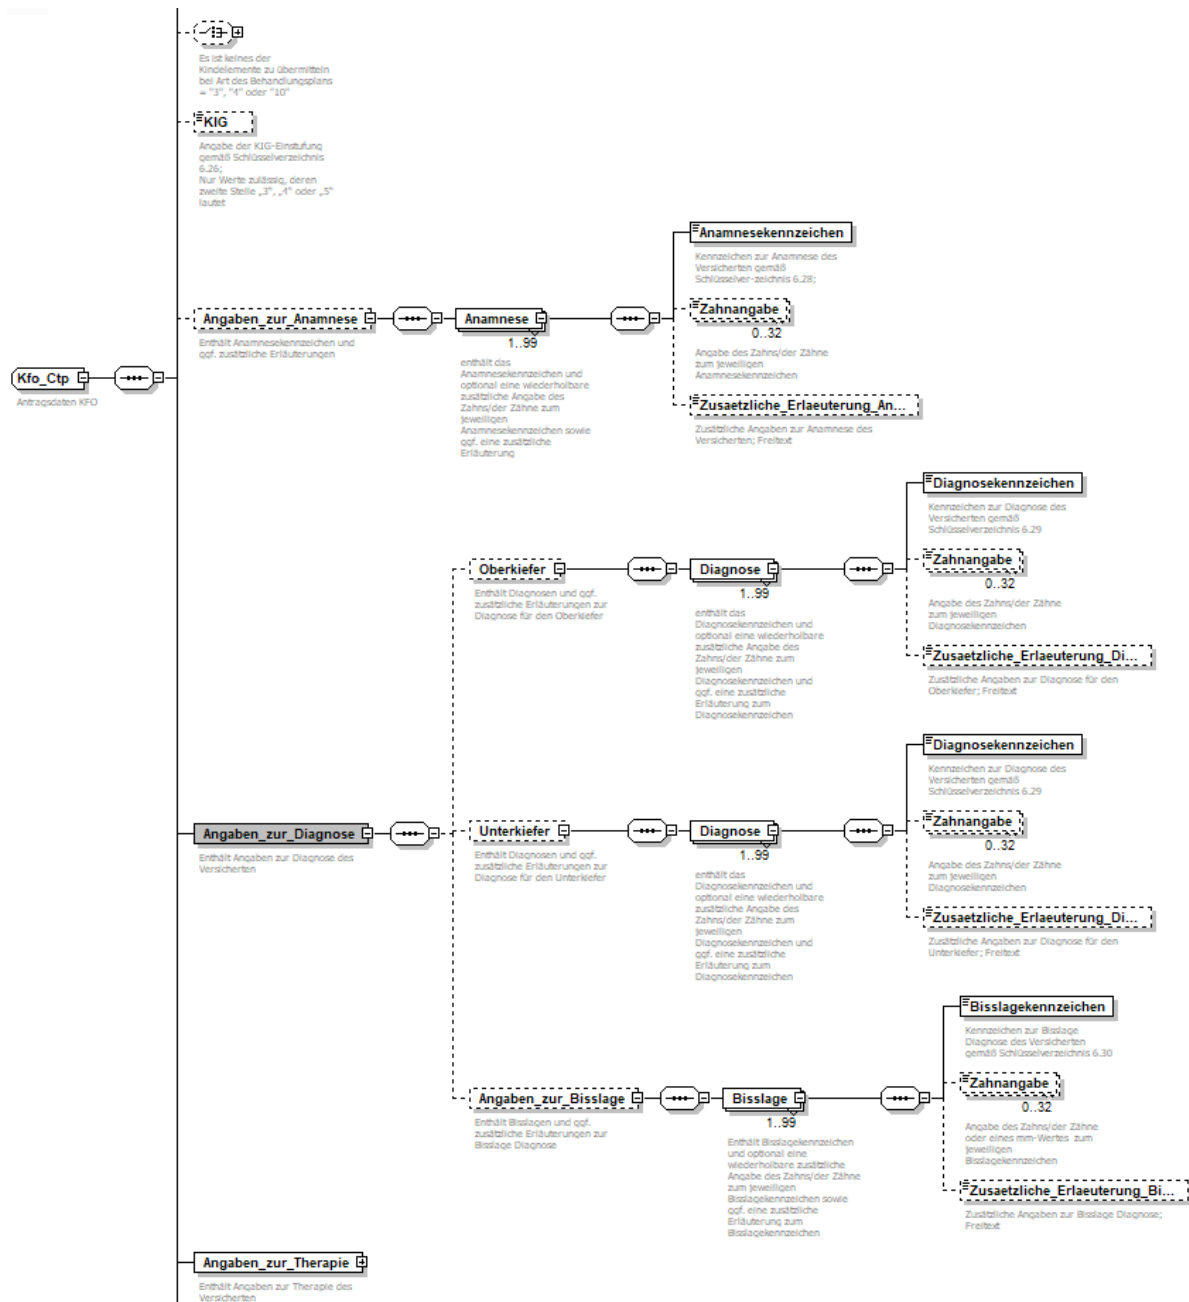 Es ist keines der
Kindelemente zu übermitteln
bei Art des Behandlungsplans
= "3", "4" oder "10"
KIG
Angabe der KIG-Einstufung
gemäß Schlüsselverzeichnis
6.26;
Nur Werte zulässig, deren
zweite Stelle „3“, „4“ oder „5“
lautet
Anamnesekennzeichen
Kennzeichen zur Anamnese des
Versicherten gemäß
Schlüsselver-zeichnis 6.28;
Angaben_zur_Anamnese
Enthält Anamnesekennzeichen und
ggf. zusätzliche Erläuterungen
Anamnese
1..99
enthält das
Anamnesekennzeichen und
optional eine wiederholbare
zusätzliche Angabe des
Zahns/der Zähne zum
jeweiligen
Anamnesekennzeichen sowie
ggf. eine zusätzliche
Erläuterung
Zahnangabe
0..32
Angabe des Zahns/der Zähne
zum jeweiligen
Anamnesekennzeichen
Zusaetzliche_Erlaeuterung_An...
Zusätzliche Angaben zur Anamnese des
Versicherten; Freitext
Kfo_Ctp
Antragsdaten KFO
Diagnosekennzeichen
Kennzeichen zur Diagnose des
Versicherten gemäß
Schlüsselverzeichnis 6.29
Oberkiefer
Enthält Diagnosen und ggf.
zusätzliche Erläuterungen zur
Diagnose für den Oberkiefer
Diagnose
1..99
enthält das
Diagnosekennzeichen und
optional eine wiederholbare
zusätzliche Angabe des
Zahns/der Zähne zum
jeweiligen
Diagnosekennzeichen und
ggf. eine zusätzliche
Erläuterung zum
Diagnosekennzeichen
Zahnangabe
0..32
Angabe des Zahns/der Zähne
zum jeweiligen
Diagnosekennzeichen
Zusaetzliche_Erlaeuterung_Di...
Zusätzliche Angaben zur Diagnose für den
Oberkiefer; Freitext
Diagnosekennzeichen
Kennzeichen zur Diagnose des
Versicherten gemäß
Schlüsselverzeichnis 6.29
Angaben_zur_Diagnose
Enthält Angaben zur Diagnose des
Versicherten
Unterkiefer
Enthält Diagnosen und ggf.
zusätzliche Erläuterungen zur
Diagnose für den Unterkiefer
Diagnose
1..99
enthält das
Diagnosekennzeichen und
optional eine wiederholbare
zusätzliche Angabe des
Zahns/der Zähne zum
jeweiligen
Diagnosekennzeichen und
ggf. eine zusätzliche
Erläuterung zum
Diagnosekennzeichen
Zahnangabe
0..32
Angabe des Zahns/der Zähne
zum jeweiligen
Diagnosekennzeichen
Zusaetzliche_Erlaeuterung_Di...
Zusätzliche Angaben zur Diagnose für den
Unterkiefer; Freitext
Bisslagekennzeichen
Kennzeichen zur Bisslage
Diagnose des Versicherten
gemäß Schlüsselverzeichnis 6.30
Angaben_zur_Bisslage
Enthält Bisslagen und ggf.
zusätzliche Erläuterungen zur
Bisslage Diagnose
Bisslage
1..99
Enthält Bisslagekennzeichen
und optional eine
wiederholbare zusätzliche
Angabe des Zahns/der Zähne
zum jeweiligen
Bisslagekennzeichen sowie
ggf. eine zusätzliche
Erläuterung zum
Bisslagekennzeichen
Zahnangabe
0..32
Angabe des Zahns/der Zähne
oder eines mm-Wertes zum
jeweiligen
Bisslagekennzeichen
Zusaetzliche_Erlaeuterung_Bi...
Zusätzliche Angaben zur Bisslage Diagnose;
Freitext
Angaben_zur_Therapie
Enthält Angaben zur Therapie des
Versicherten